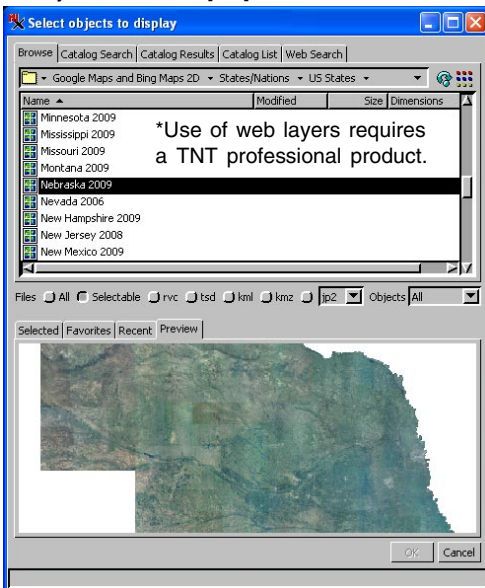 Select objects to display
Browse Catalog Search Catalog Results Catalog List Web Search
Google Maps and Bing Maps 2D States/Nations US States
Name Modified Size Dimensions
Minnesota 2009
Mississippi 2009
Missouri 2009
Montana 2009
Nebraska 2009
Nevada 2006
New Hampshire 2009
New Jersey 2008
New Mexico 2009
*Use of web layers requires
a TNT professional product.
Files All Selectable rvc tsd kml kmz jp2 Objects All
Selected Favorites Recent Preview
OK Cancel